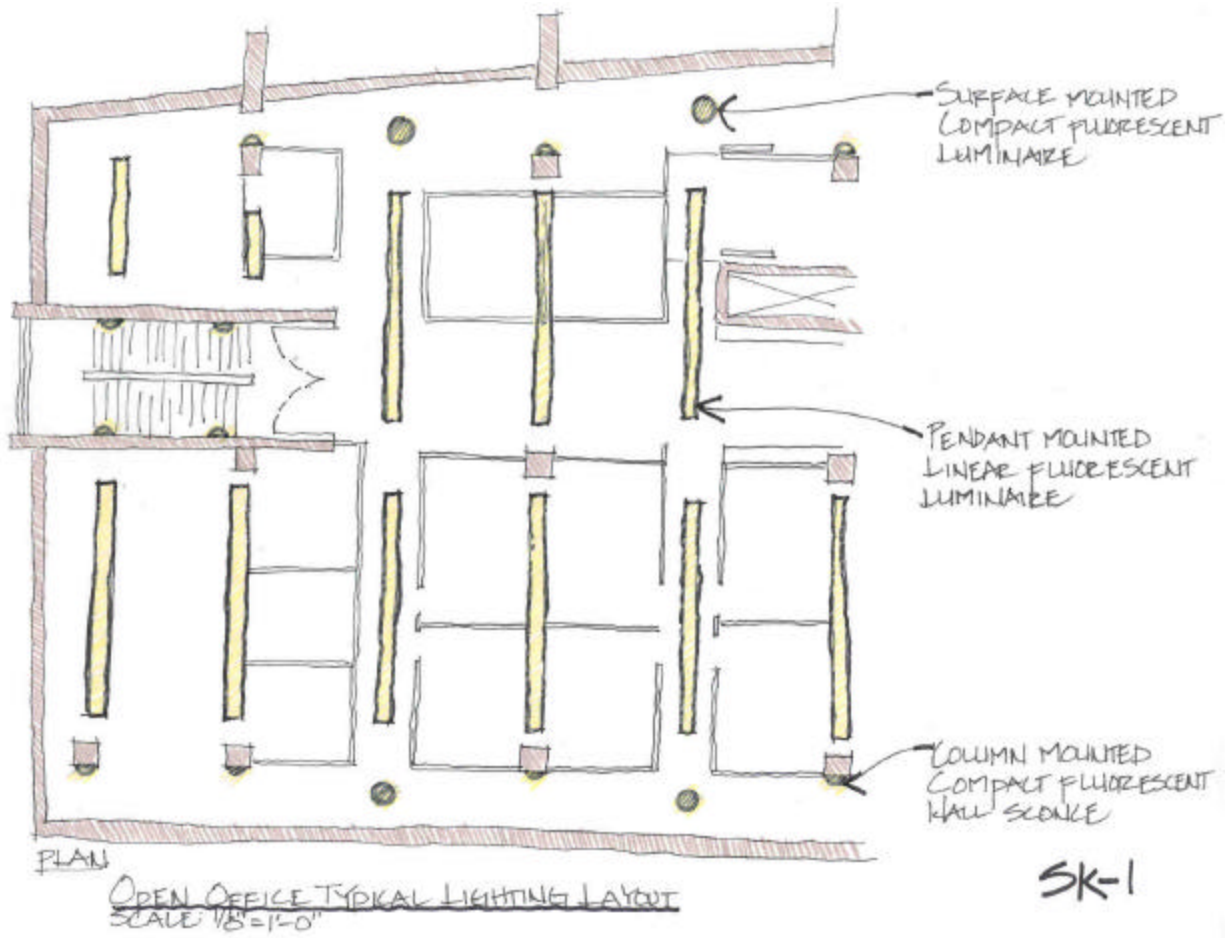 SURFACE MOUNTED
COMPACT FLUORESCENT
LUMINAIRE
PENDANT MOUNTED
LINEAR FLUORESCENT
LUMINAIRE
COLUMN MOUNTED
COMPACT FLUORESCENT
WALL SCONCE
PLAN
OPEN OFFICE TYPICAL LIGHTING LAYOUT
SCALE: 1/8"=1'-0"
SK-1